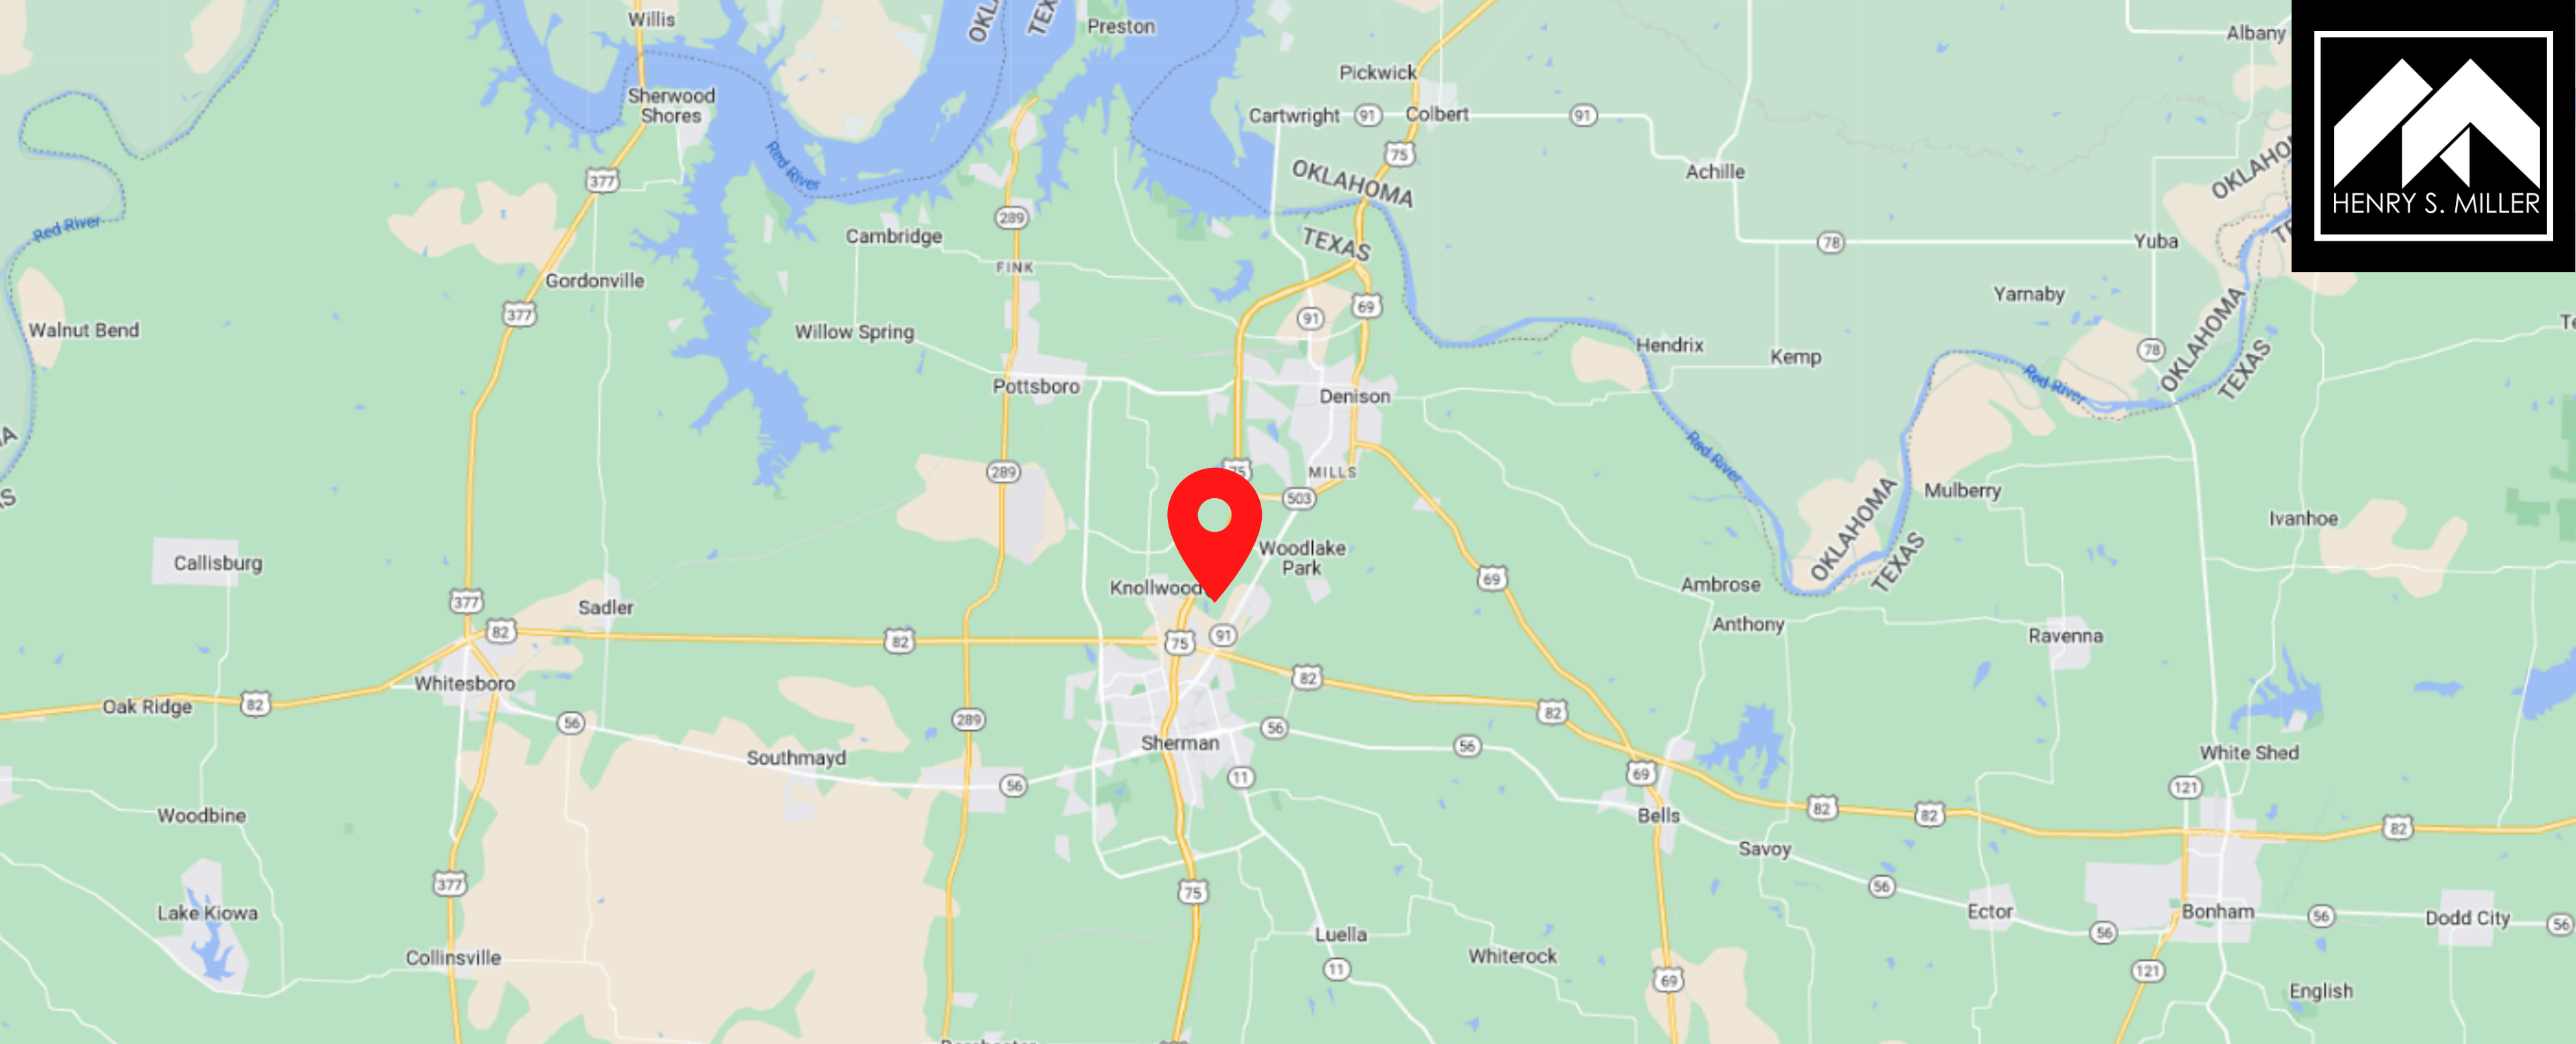 Willis
OKL
TEX
Preston
Albany
Pickwick
Sherwood
Shores
Cartwright
91
Colbert
91
HENRY S. MILLER
75
Red River
OKLAHOMA
Achille
OKLAHO
377
289
Red River
Cambridge
TEXAS
78
Yuba
FINK
Gordonville
377
69
91
Yarnaby
OKLAHOMA
TEXAS
Walnut Bend
Willow Spring
Hendrix
Kemp
78
Pottsboro
Denison
Red River
289
75
MILLS
503
Red River
OKLAHOMA
TEXAS
Mulberry
Ivanhoe
Callisburg
Woodlake
Park
Knollwood
69
Ambrose
377
Sadler
82
82
75
91
Anthony
Ravenna
Whitesboro
82
Oak Ridge
82
56
289
56
82
Sherman
56
Southmayd
56
11
69
White Shed
121
Woodbine
Bells
82
82
82
Savoy
377
75
56
Lake Kiowa
Ector
Bonham
56
Dodd City
56
56
Luella
Collinsville
Whiterock
11
69
121
English